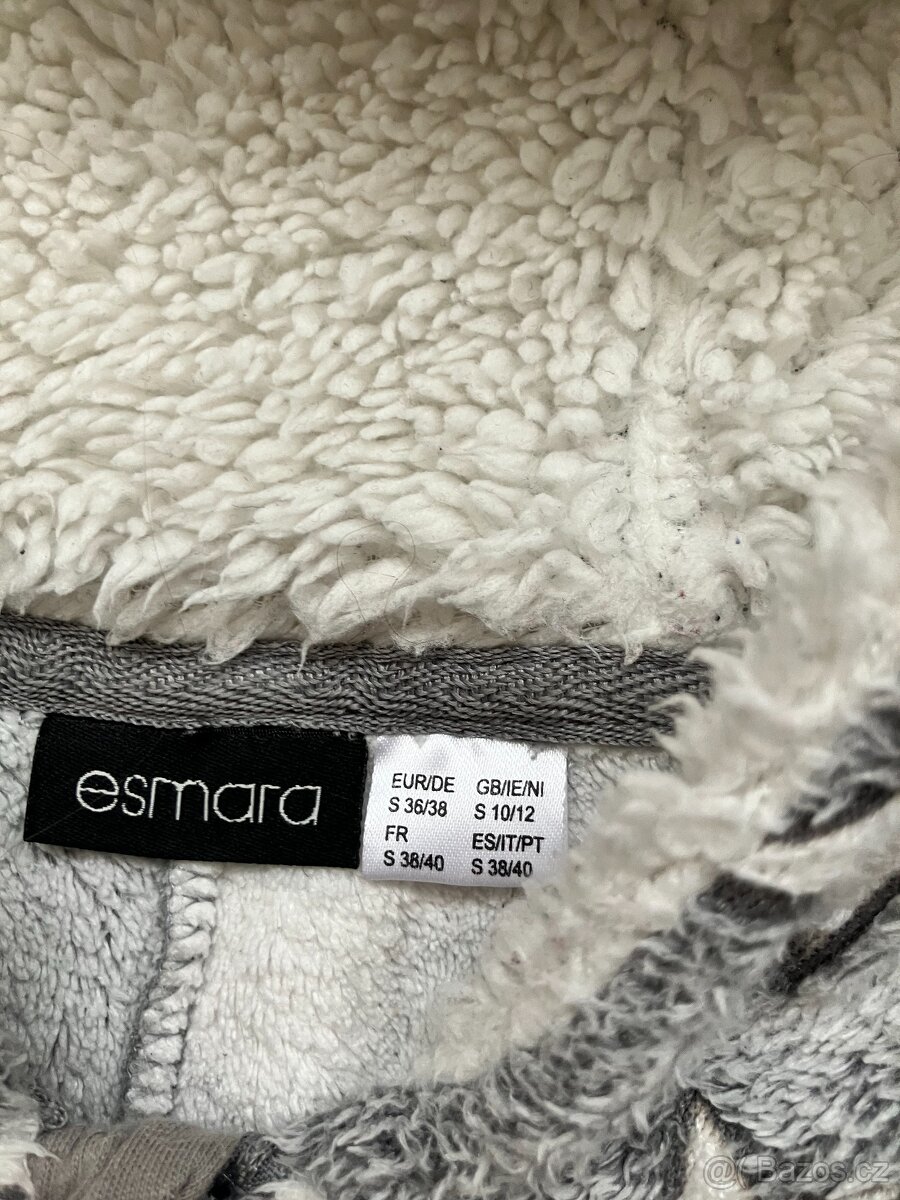 esmara
EUR/DE GB/IE/NI
S 36/38 S 10/12
FR ES/IT/PT
S 38/40 S 38/40
@ Bazos.cz